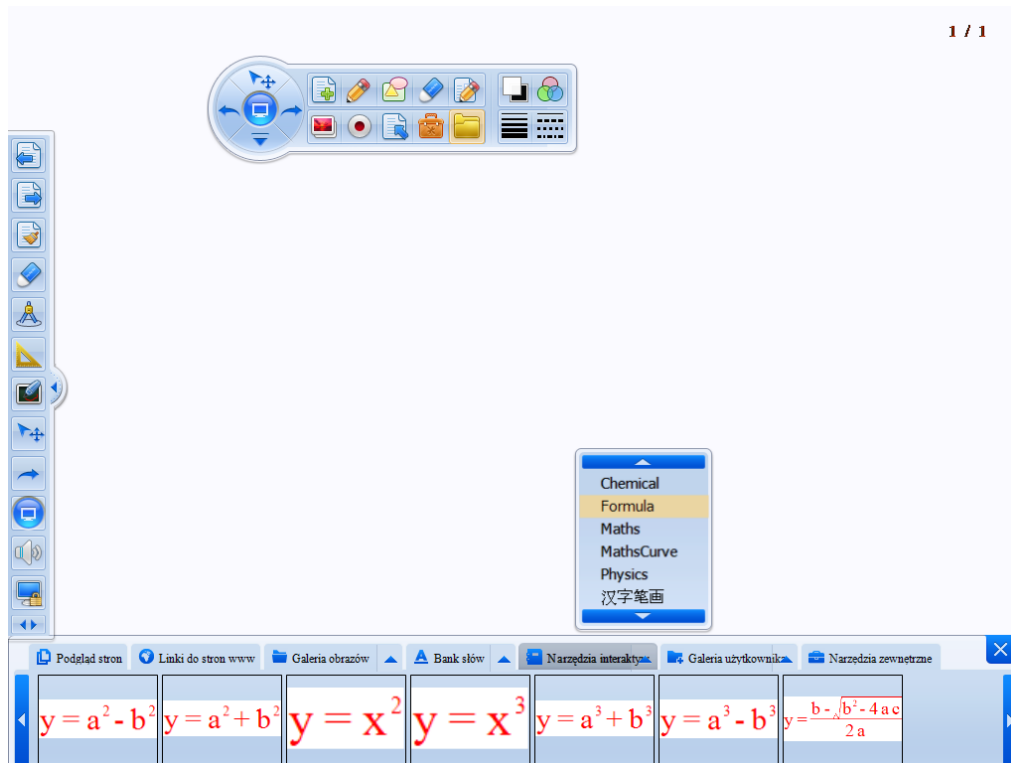 1 / 1
Chemical
Formula
Maths
MathsCurve
Physics
汉字笔画
Podgląd stron
Linki do stron www
Galeria obrazów
A Bank słów
Narzędzia interakty
Galeria użytkownika
Narzędzia zewnętrzne
y = a² - b²
y = a² + b²
y = x²
y = x³
y = a³ + b³
y = a³ - b³
y = (b - √(b² - 4 a c)) / (2 a)